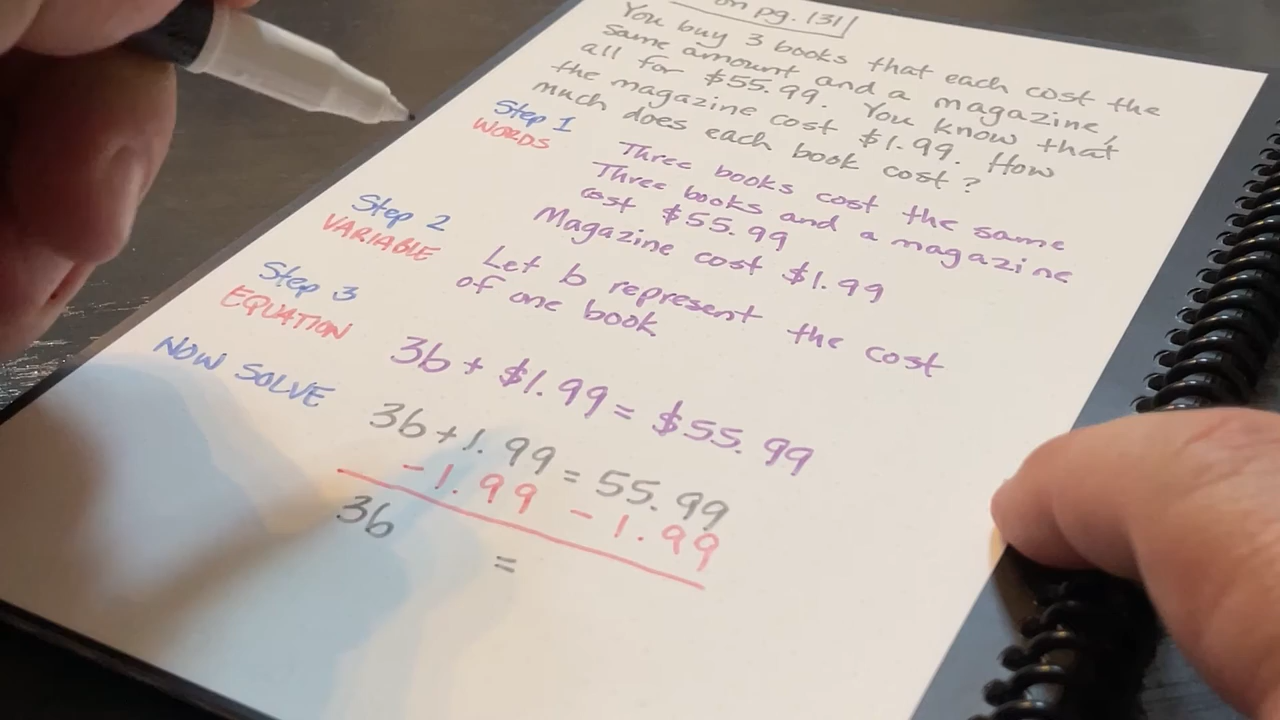 on pg. 131
You buy 3 books that each cost the
same amount and a magazine,
all for $55.99. You know that
the magazine cost $1.99. How
much does each book cost?
Step 1
WORDS
Three books cost the same
Three books and a magazine
cost $55.99
Magazine cost $1.99
Step 2
VARIABLE
Let b represent the cost
of one book
Step 3
EQUATION
3b + $1.99 = $55.99
NOW SOLVE
3b + 1.99 = 55.99
- 1.99 - 1.99
3b =